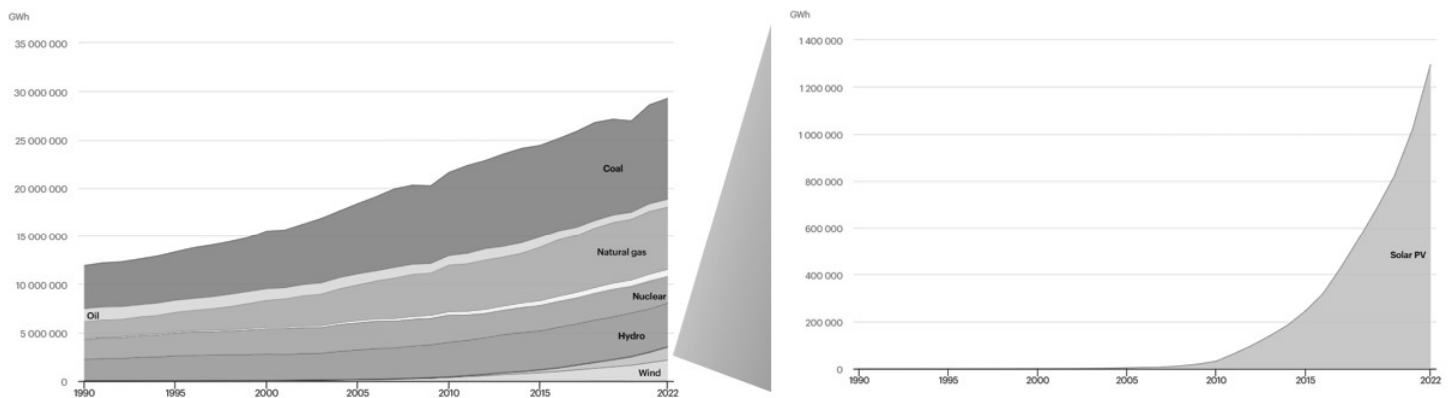 GWh
35 000 000
30 000 000
25 000 000
20 000 000
15 000 000
10 000 000
5 000 000
0
Coal
Natural gas
Oil
Nuclear
Hydro
Wind
1990 1995 2000 2005 2010 2015 2022
GWh
1 400 000
1 200 000
1 000 000
800 000
600 000
400 000
200 000
0
Solar PV
1990 1995 2000 2005 2010 2015 2022